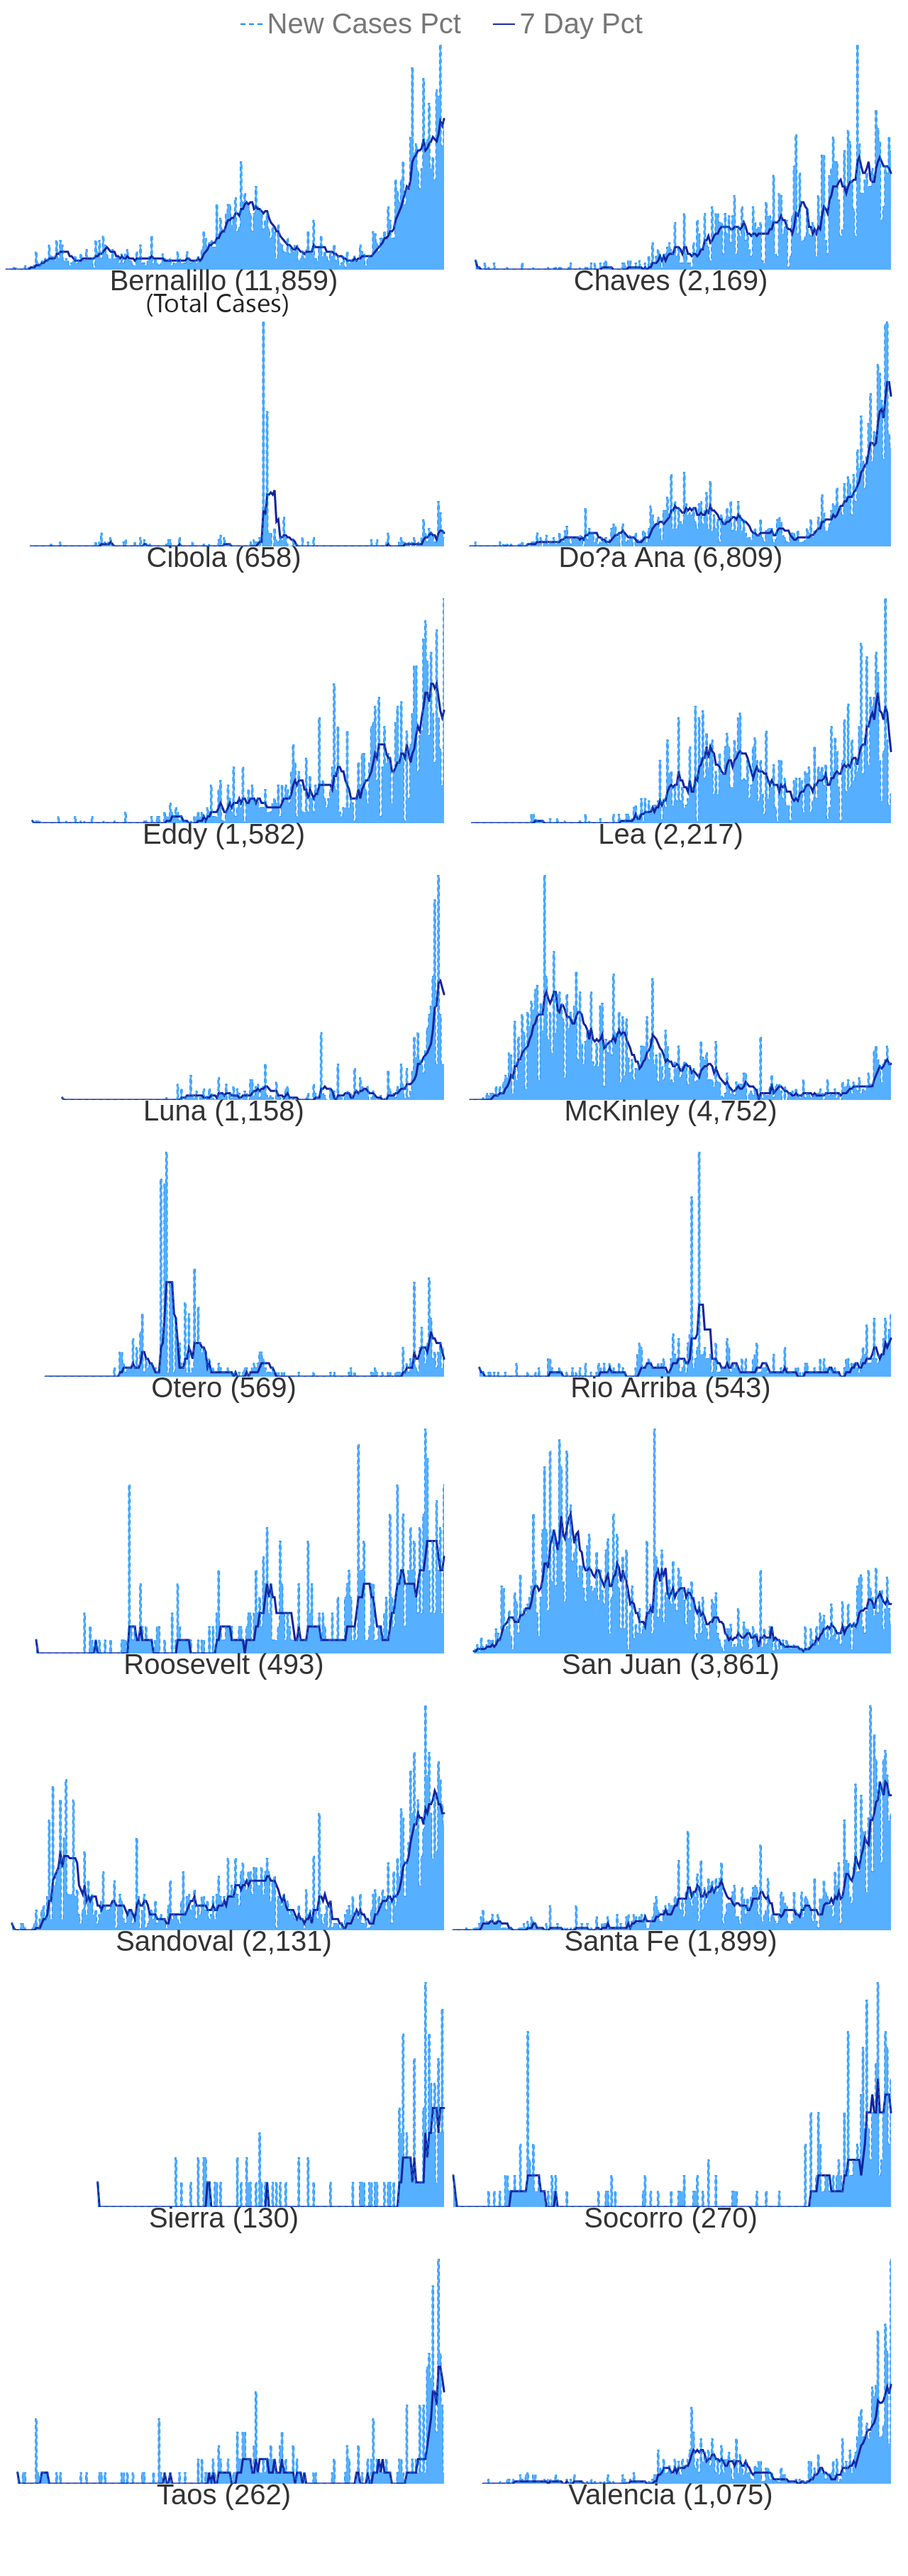 New Cases Pct 7 Day Pct
Bernalillo (11,859) Chaves (2,169)
(Total Cases)
Cibola (658) Do?a Ana (6,809)
Eddy (1,582) Lea (2,217)
Luna (1,158) McKinley (4,752)
Otero (569) Rio Arriba (543)
Roosevelt (493) San Juan (3,861)
Sandoval (2,131) Santa Fe (1,899)
Sierra (130) Socorro (270)
Taos (262) Valencia (1,075)